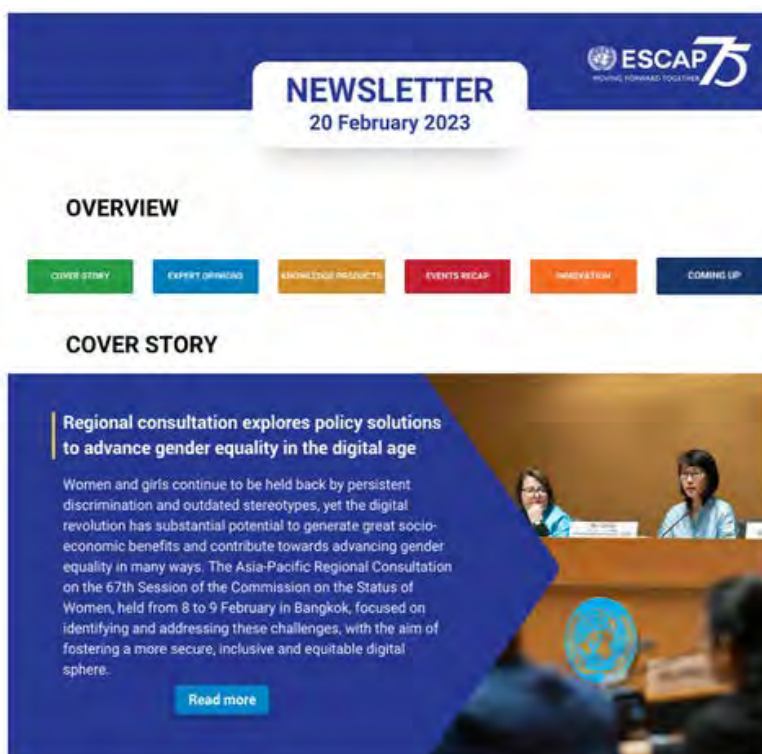 ESCAP 75
MOVING FORWARD TOGETHER
NEWSLETTER
20 February 2023
OVERVIEW
COVER STORY
EXPERT OPINIONS
KNOWLEDGE PRODUCTS
EVENTS RECAP
INNOVATION
COMING UP
COVER STORY
Regional consultation explores policy solutions
to advance gender equality in the digital age
Women and girls continue to be held back by persistent
discrimination and outdated stereotypes, yet the digital
revolution has substantial potential to generate great socio-
economic benefits and contribute towards advancing gender
equality in many ways. The Asia-Pacific Regional Consultation
on the 67th Session of the Commission on the Status of
Women, held from 8 to 9 February in Bangkok, focused on
identifying and addressing these challenges, with the aim of
fostering a more secure, inclusive and equitable digital
sphere.
Read more